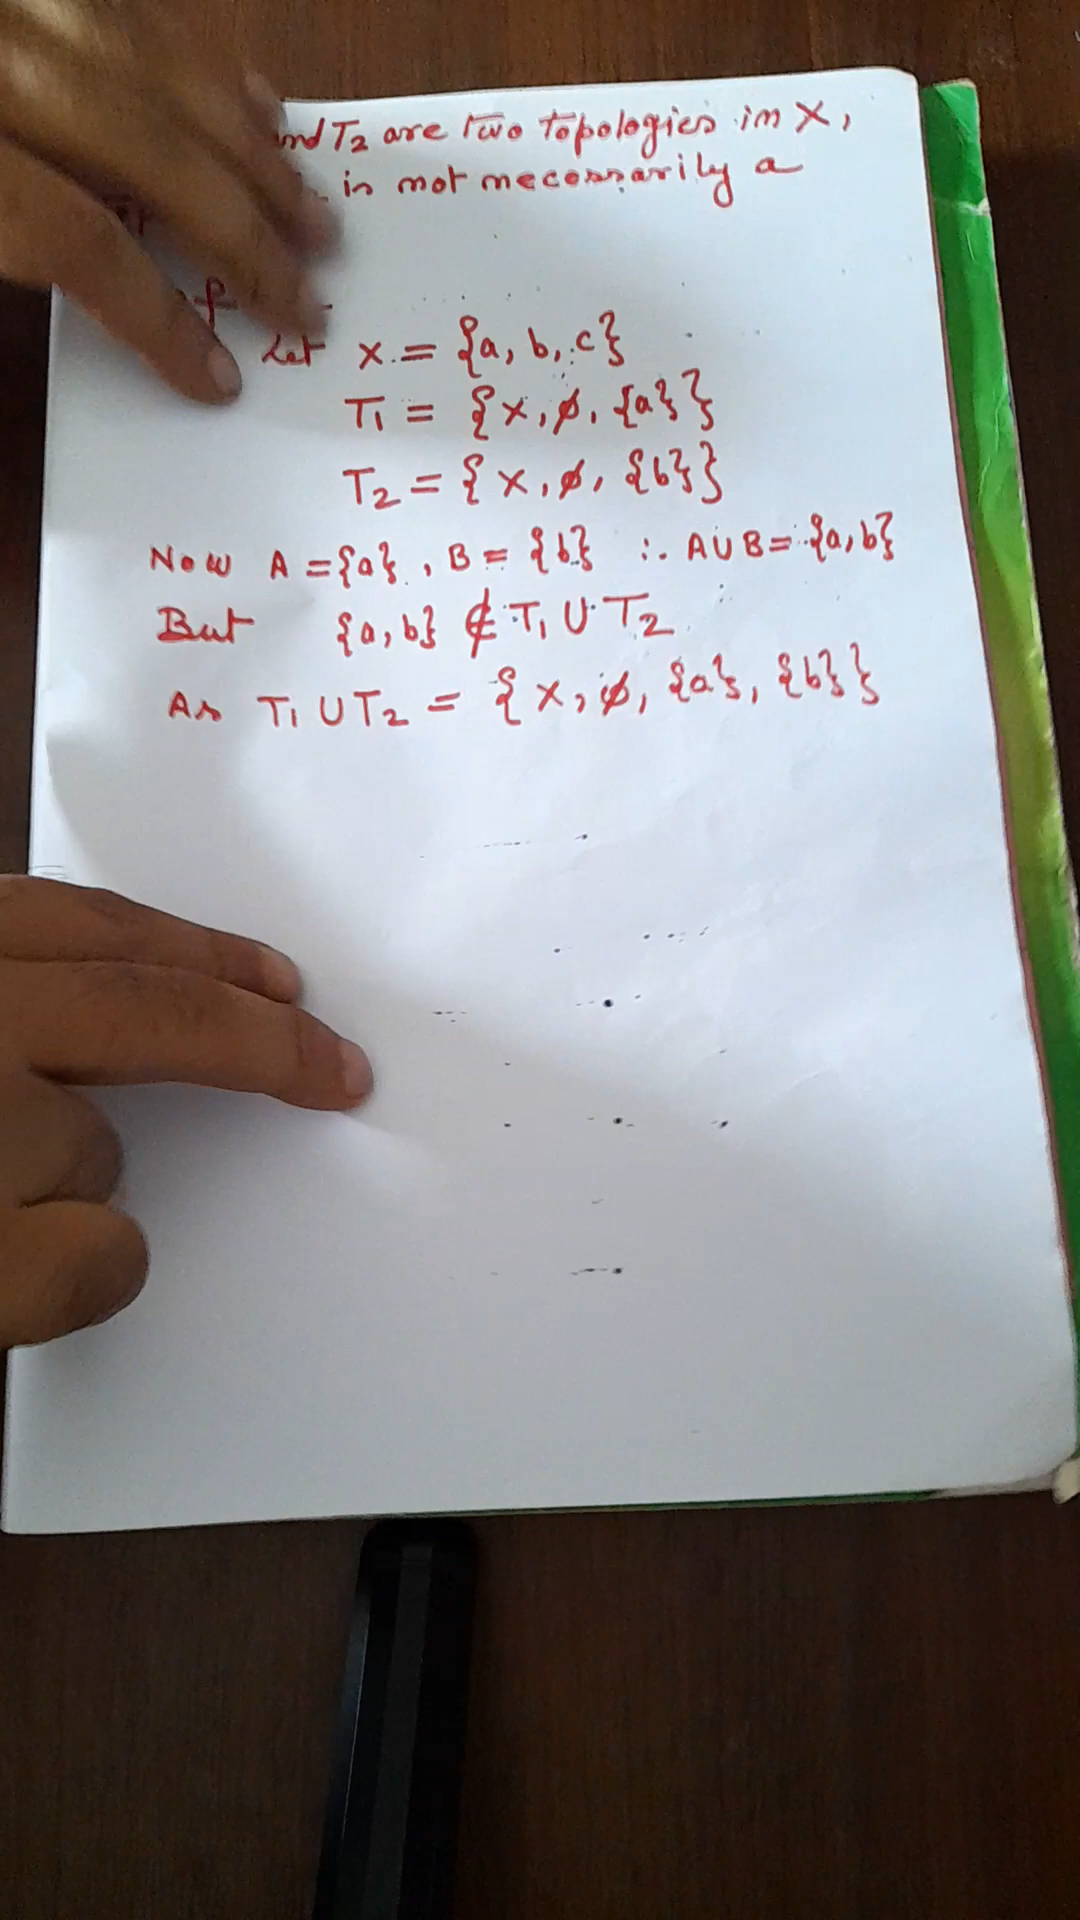 and T2 are two topologies in X,
is not necessarily a
Let X = {a, b, c}
T1 = {X, ∅, {a}}
T2 = {X, ∅, {b}}
Now A = {a}, B = {b} ∴ A∪B = {a, b}
But {a, b} ∉ T1 ∪ T2
As T1 ∪ T2 = {X, ∅, {a}, {b}}